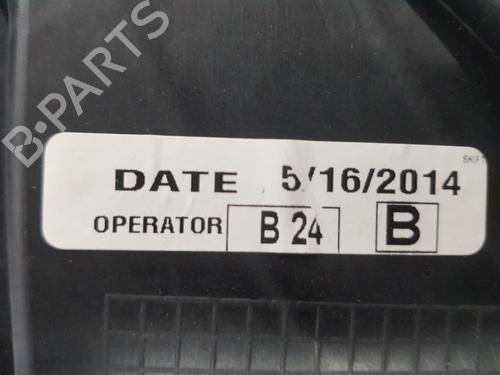 B-PARTS
SHIFT
DATE 5/16/2014
OPERATOR B 24 B